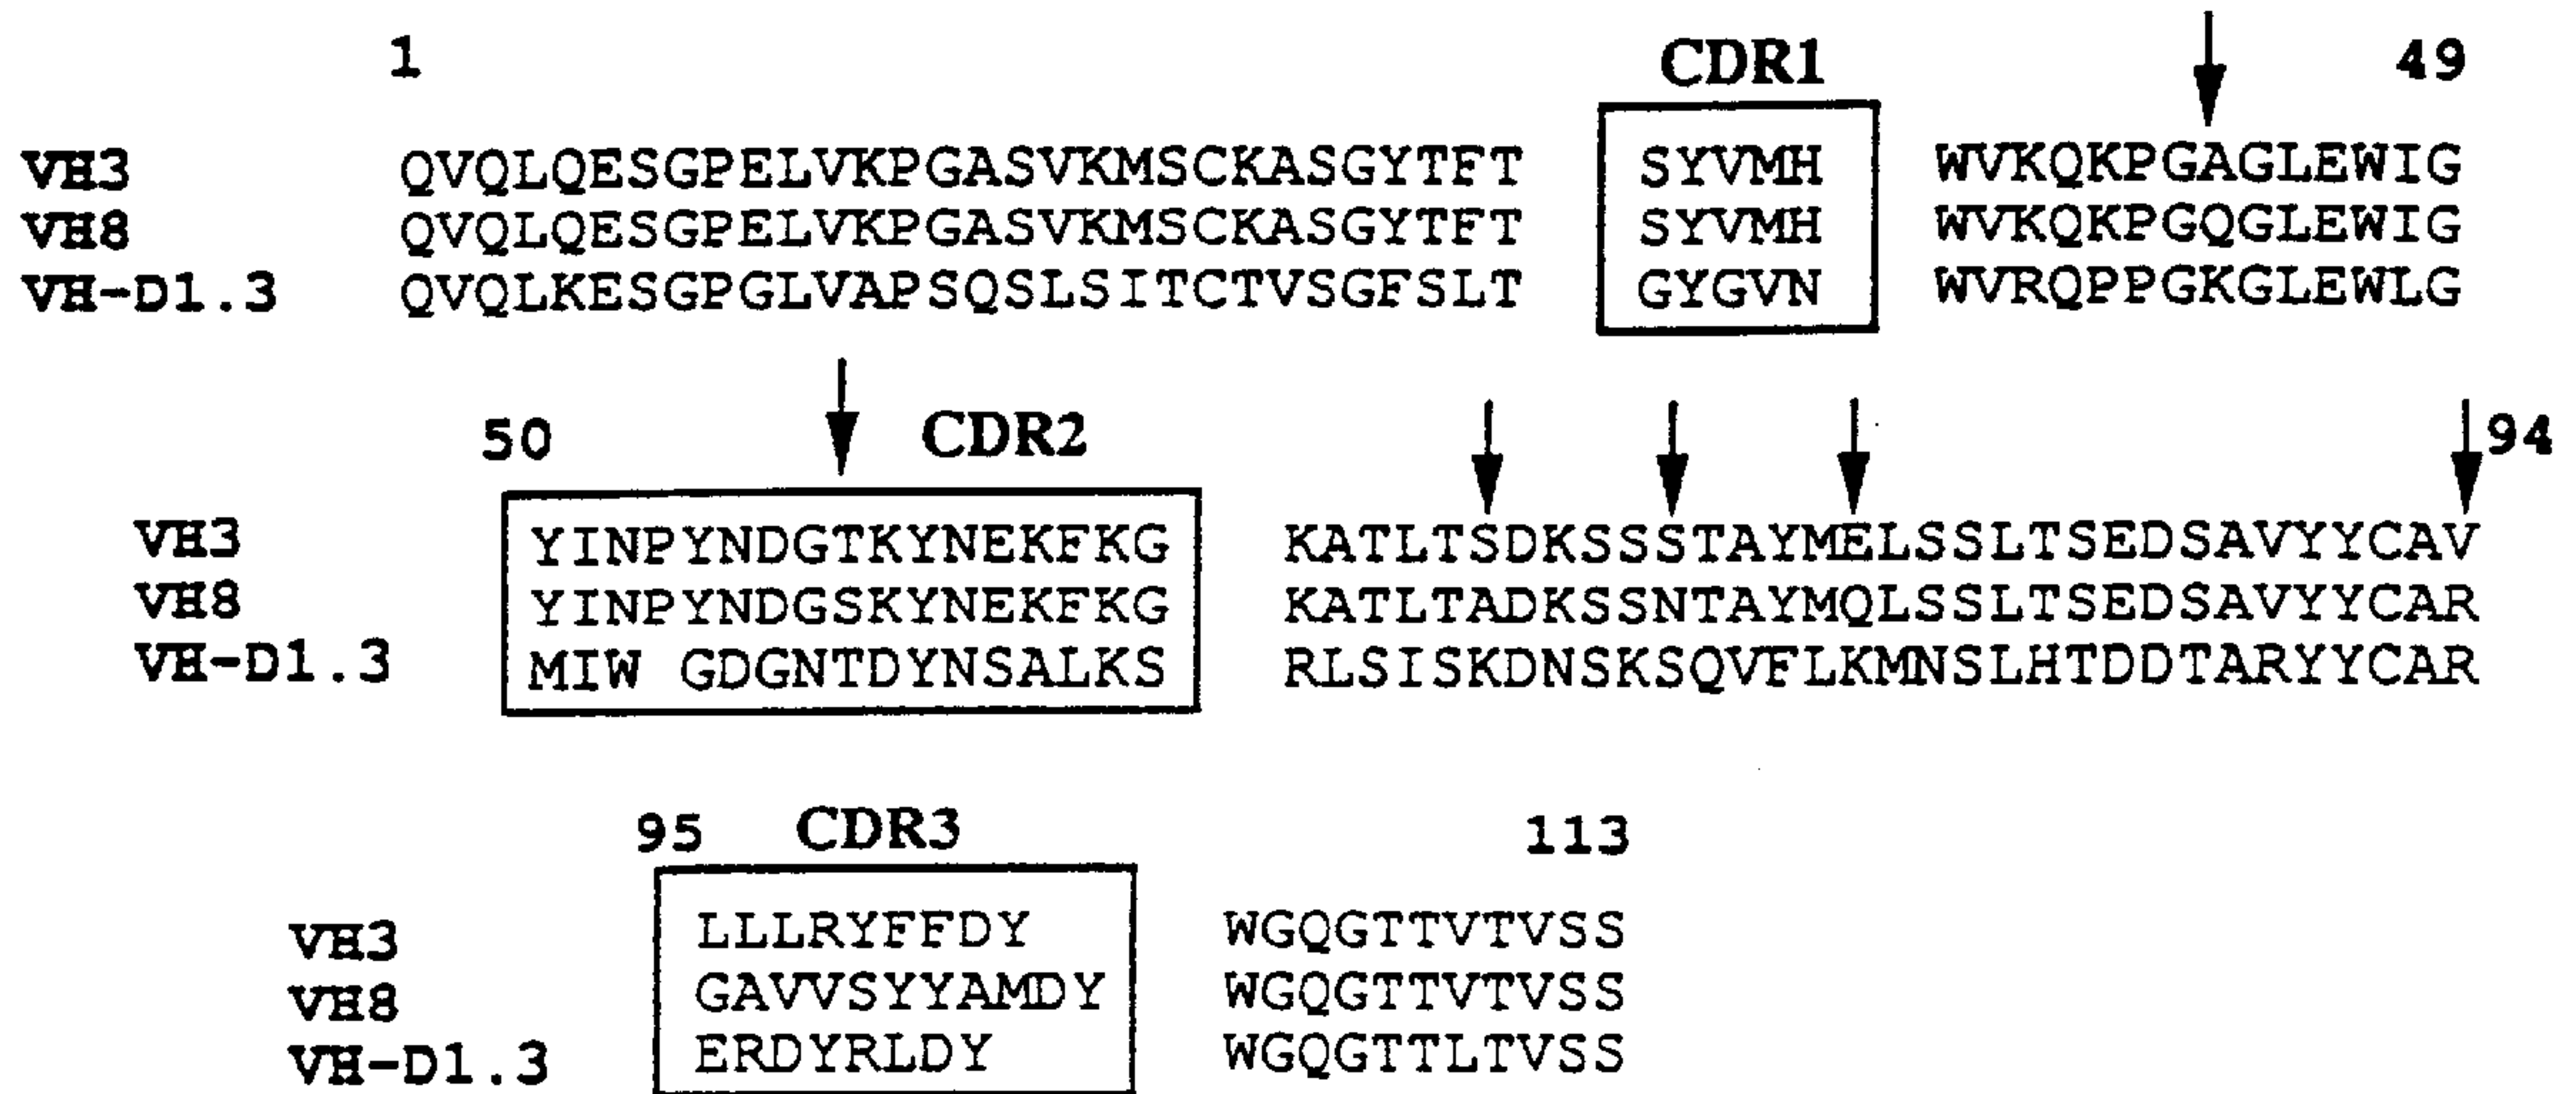 1 CDR1 49
VH3 QVQLQESGPELVKPGASVKMSCKASGYTFT SYVMH WVKQKPGAGLEWIG
VH8 QVQLQESGPELVKPGASVKMSCKASGYTFT SYVMH WVKQKPGQGLEWIG
VH-D1.3 QVQLKESGPGLVAPSQSLSITCTVSGFSLT GYGVN WVRQPPGKGLEWLG
50 CDR2 94
VH3 YINPYNDGTKYNEKFKG KATLTSDKSSSTAYMELSSLTSEDSAVYYCAV
VH8 YINPYNDGSKYNEKFKG KATLTADKSSNTAYMQLSSLTSEDSAVYYCAR
VH-D1.3 MIW GDGNTDYNSALKS RLSISKDNSKSQVFLKMNSLHTDDTARYYCAR
95 CDR3 113
VH3 LLLRYFFDY WGQGTTVTVSS
VH8 GAVVSYYAMDY WGQGTTVTVSS
VH-D1.3 ERDYRLDY WGQGTTLTVSS